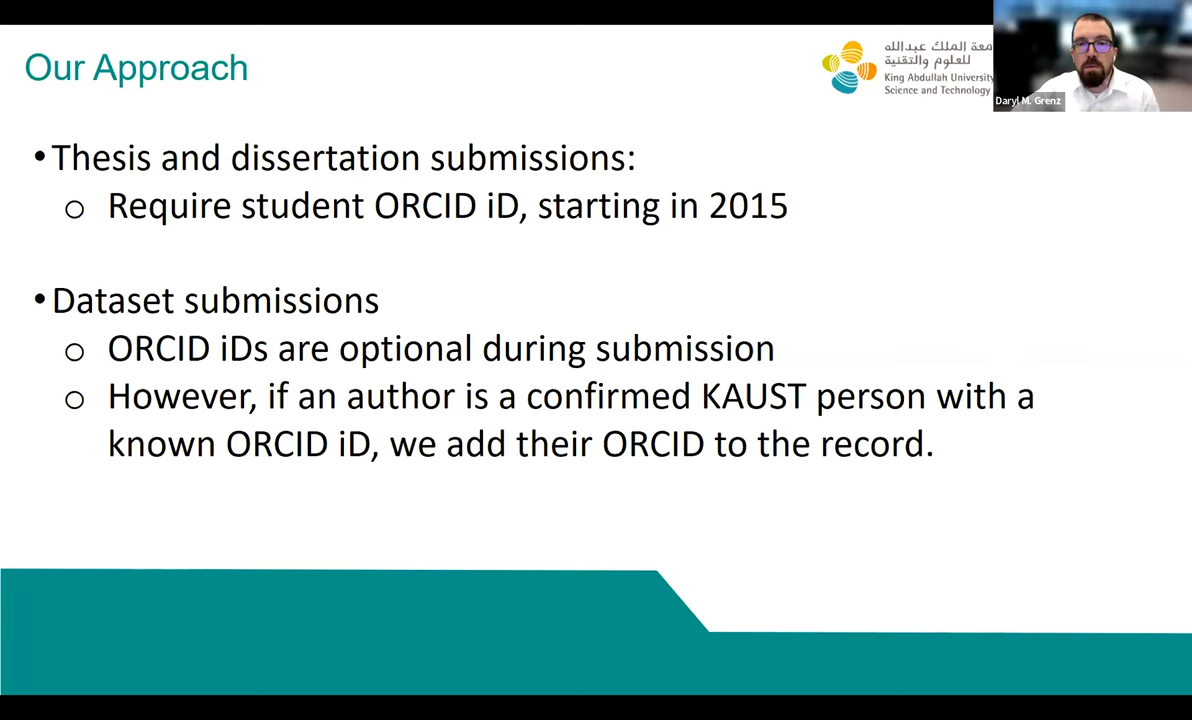 Our Approach
معة الملك عبدالله
للعلوم والتقنية
King Abdullah University
Science and Technology
Daryl M. Grenz
•Thesis and dissertation submissions:
o Require student ORCID iD, starting in 2015
•Dataset submissions
o ORCID iDs are optional during submission
o However, if an author is a confirmed KAUST person with a
known ORCID iD, we add their ORCID to the record.